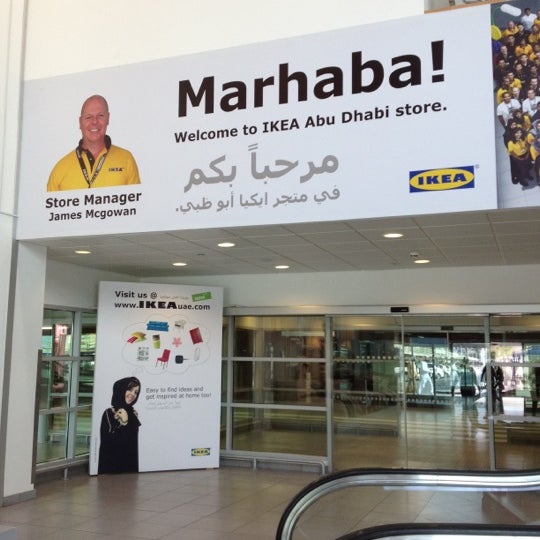 Marhaba!
Welcome to IKEA Abu Dhabi store.
مرحباً بكم
في متجر ايكيا أبو ظبي.
IKEA
IKEA
Store Manager
James Mcgowan
Visit us @
www.IKEAuae.com
Easy to find ideas and
get inspired at home too!
IKEA